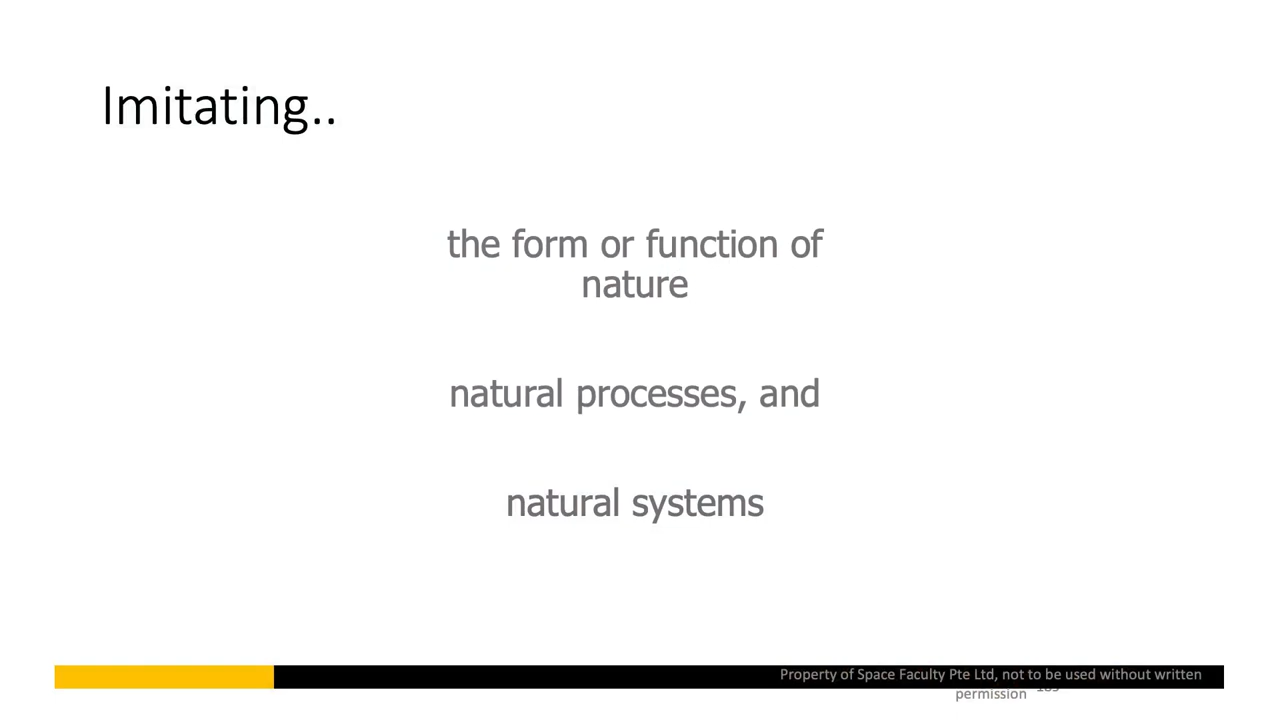 Imitating..
the form or function of
nature
natural processes, and
natural systems
Property of Space Faculty Pte Ltd, not to be used without written
permission